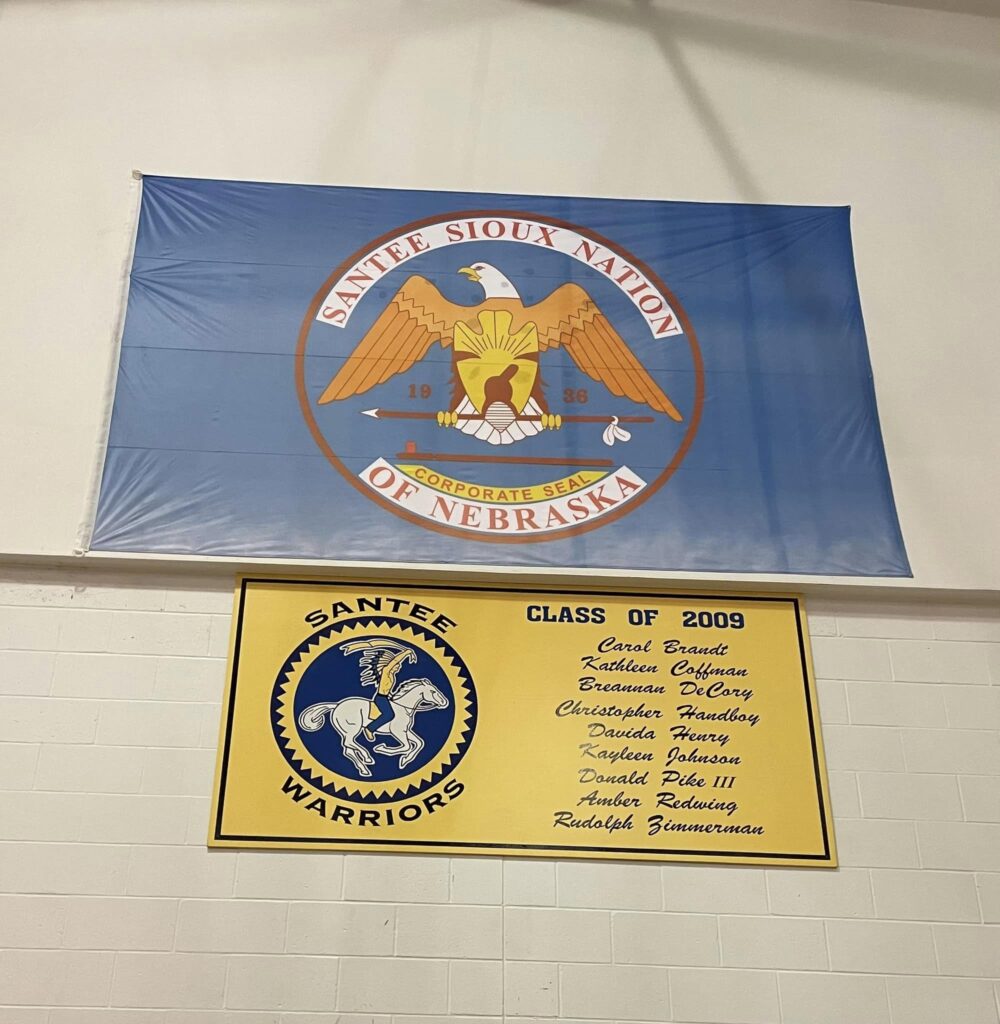 SANTEE SIOUX NATION
19 36
CORPORATE SEAL
OF NEBRASKA
SANTEE
WARRIORS
CLASS OF 2009
Carol Brandt
Kathleen Coffman
Breannan DeCory
Christopher Handboy
Davida Henry
Kayleen Johnson
Donald Pike III
Amber Redwing
Rudolph Zimmerman